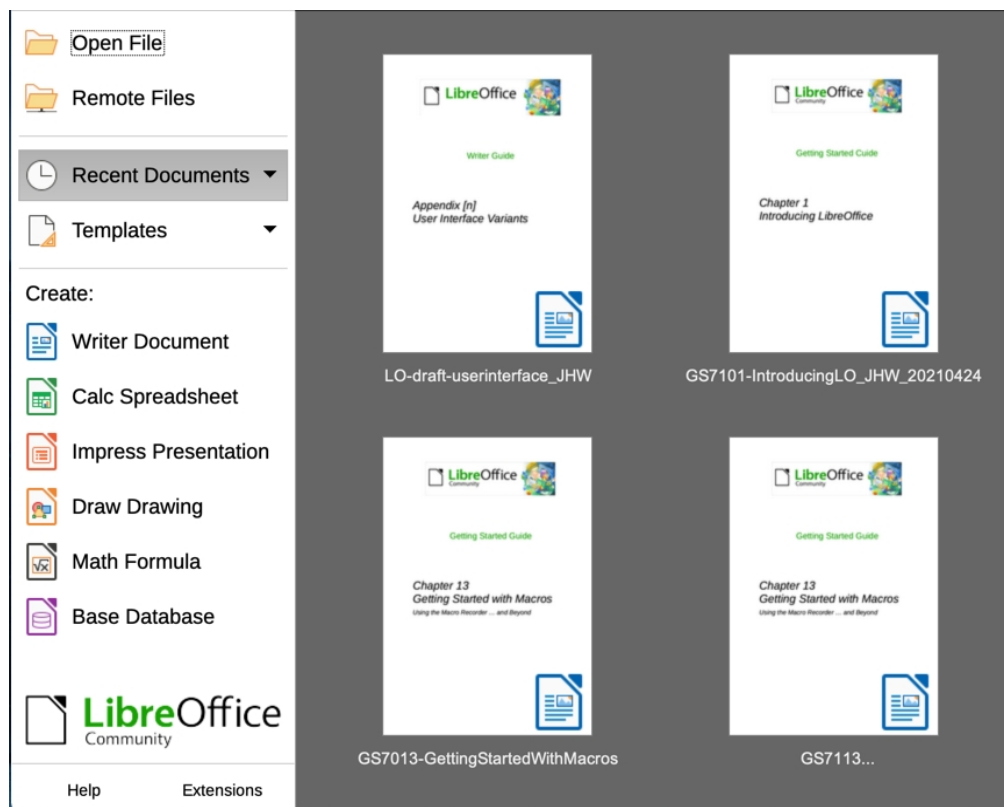 Open File
Remote Files
Recent Documents
Templates
Create:
Writer Document
Calc Spreadsheet
Impress Presentation
Draw Drawing
Math Formula
Base Database
LibreOffice
Community
Help
Extensions
LibreOffice
Writer Guide
Appendix [n]
User Interface Variants
LO-draft-userinterface_JHW
LibreOffice
Community
Getting Started Guide
Chapter 1
Introducing LibreOffice
GS7101-IntroducingLO_JHW_20210424
LibreOffice
Community
Getting Started Guide
Chapter 13
Getting Started with Macros
Using the Macro Recorder ... and Beyond
GS7013-GettingStartedWithMacros
LibreOffice
Community
Getting Started Guide
Chapter 13
Getting Started with Macros
Using the Macro Recorder ... and Beyond
GS7113...